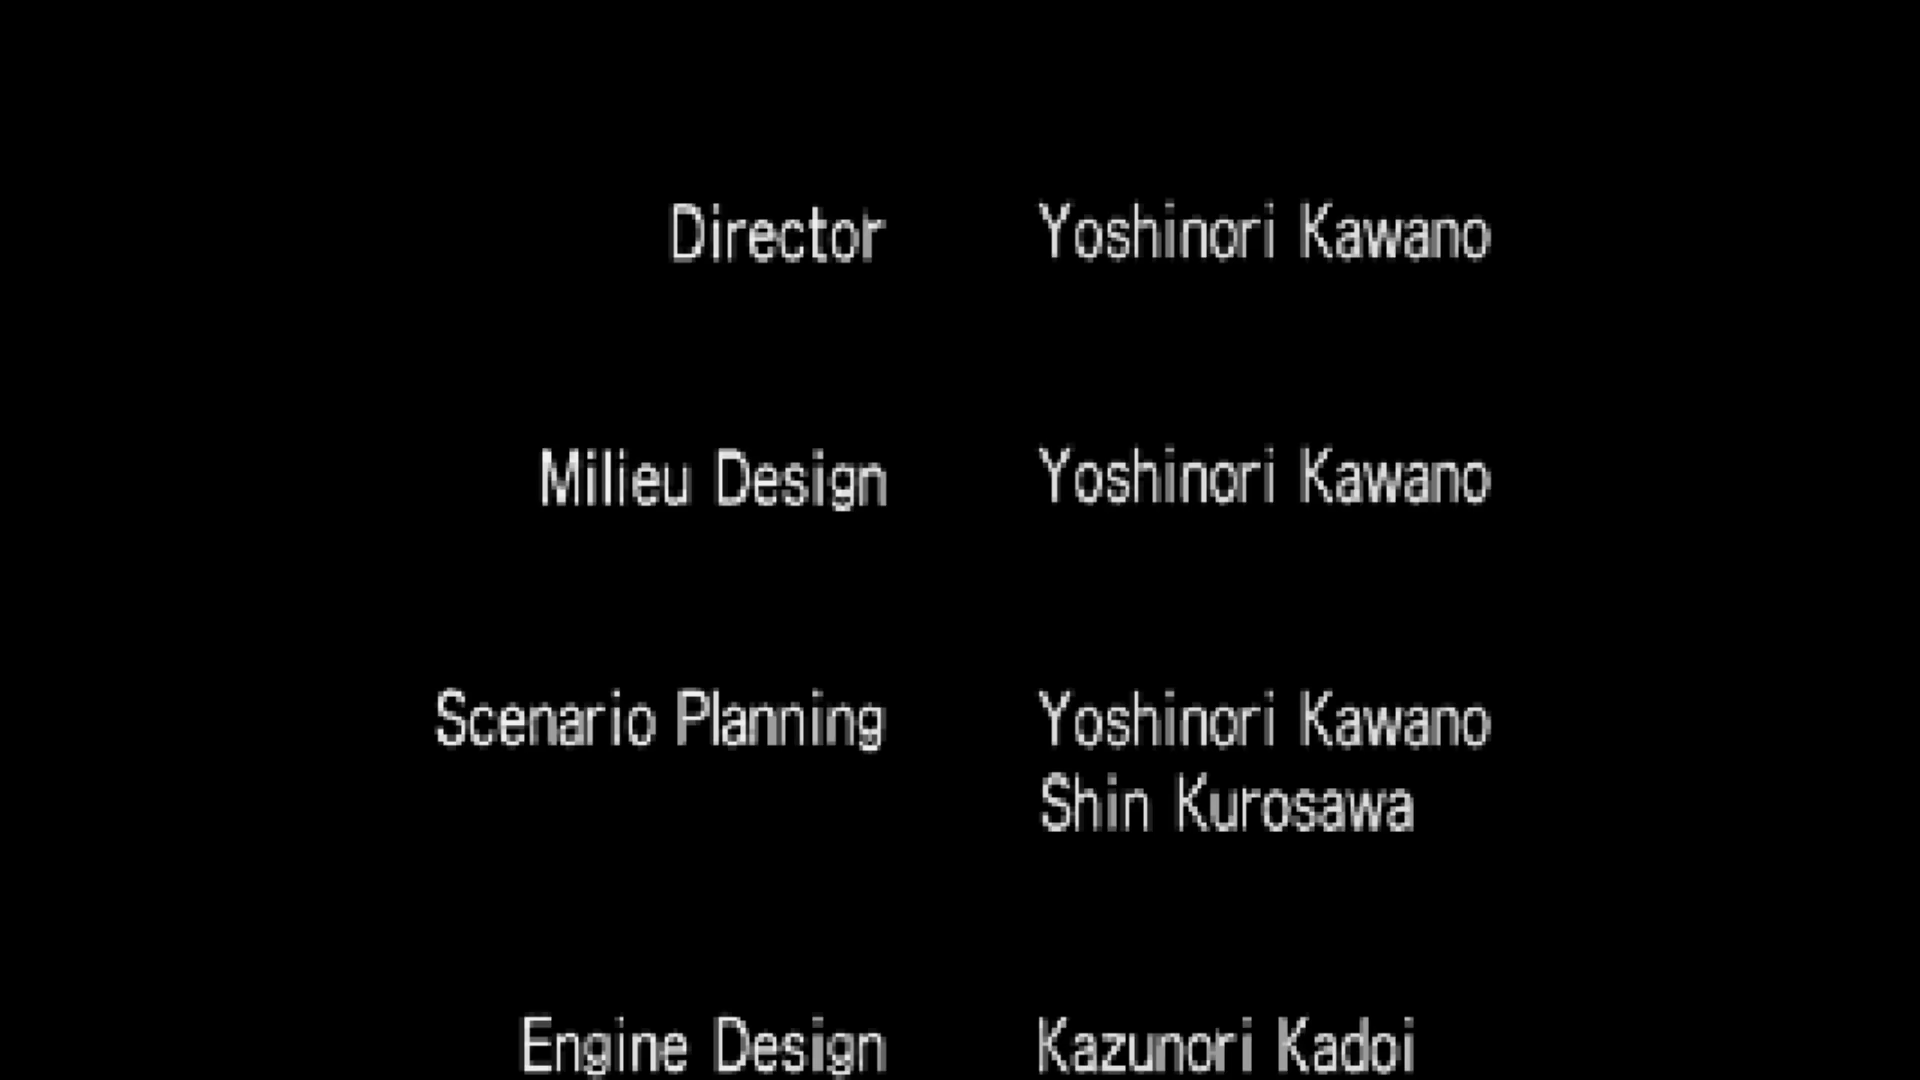 Director Yoshinori Kawano
Milieu Design Yoshinori Kawano
Scenario Planning Yoshinori Kawano
Shin Kurosawa
Engine Design Kazunori Kadoi